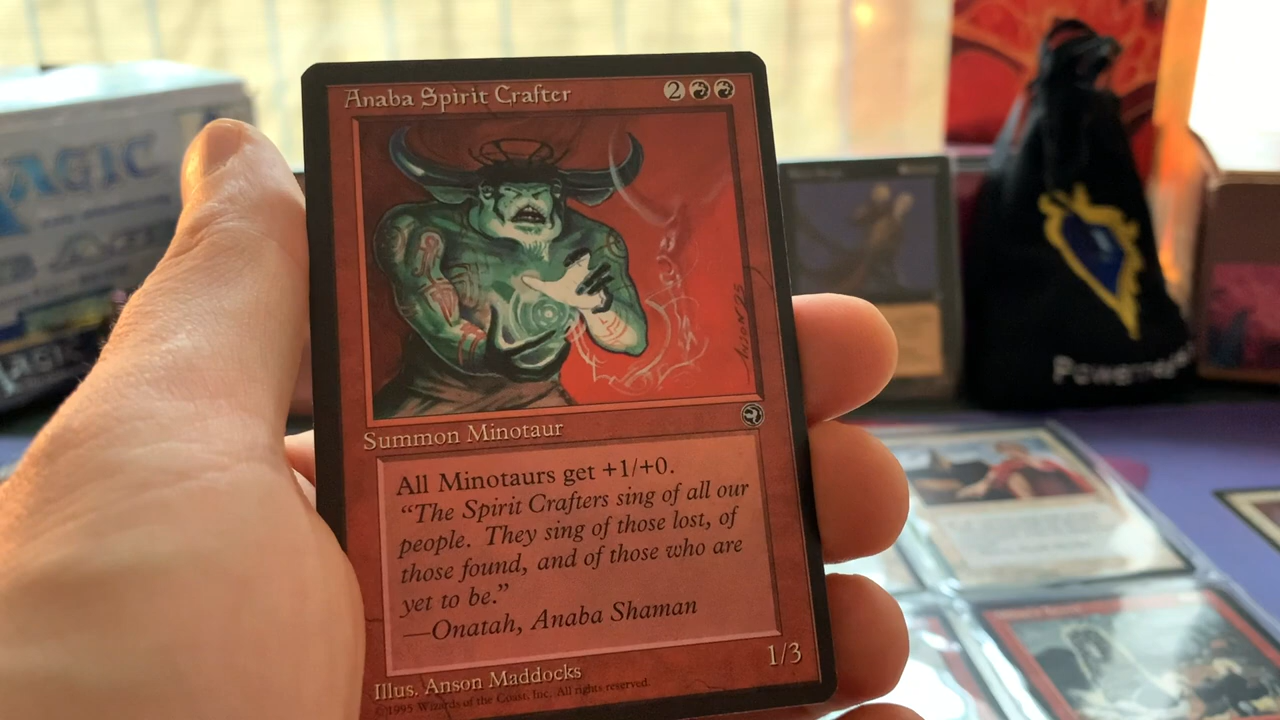 Anaba Spirit Crafter
2
Summon Minotaur
All Minotaurs get +1/+0.
“The Spirit Crafters sing of all our
people. They sing of those lost, of
those found, and of those who are
yet to be.”
—Onatah, Anaba Shaman
1/3
Illus. Anson Maddocks
©1995 Wizards of the Coast, Inc. All rights reserved.
MAGIC